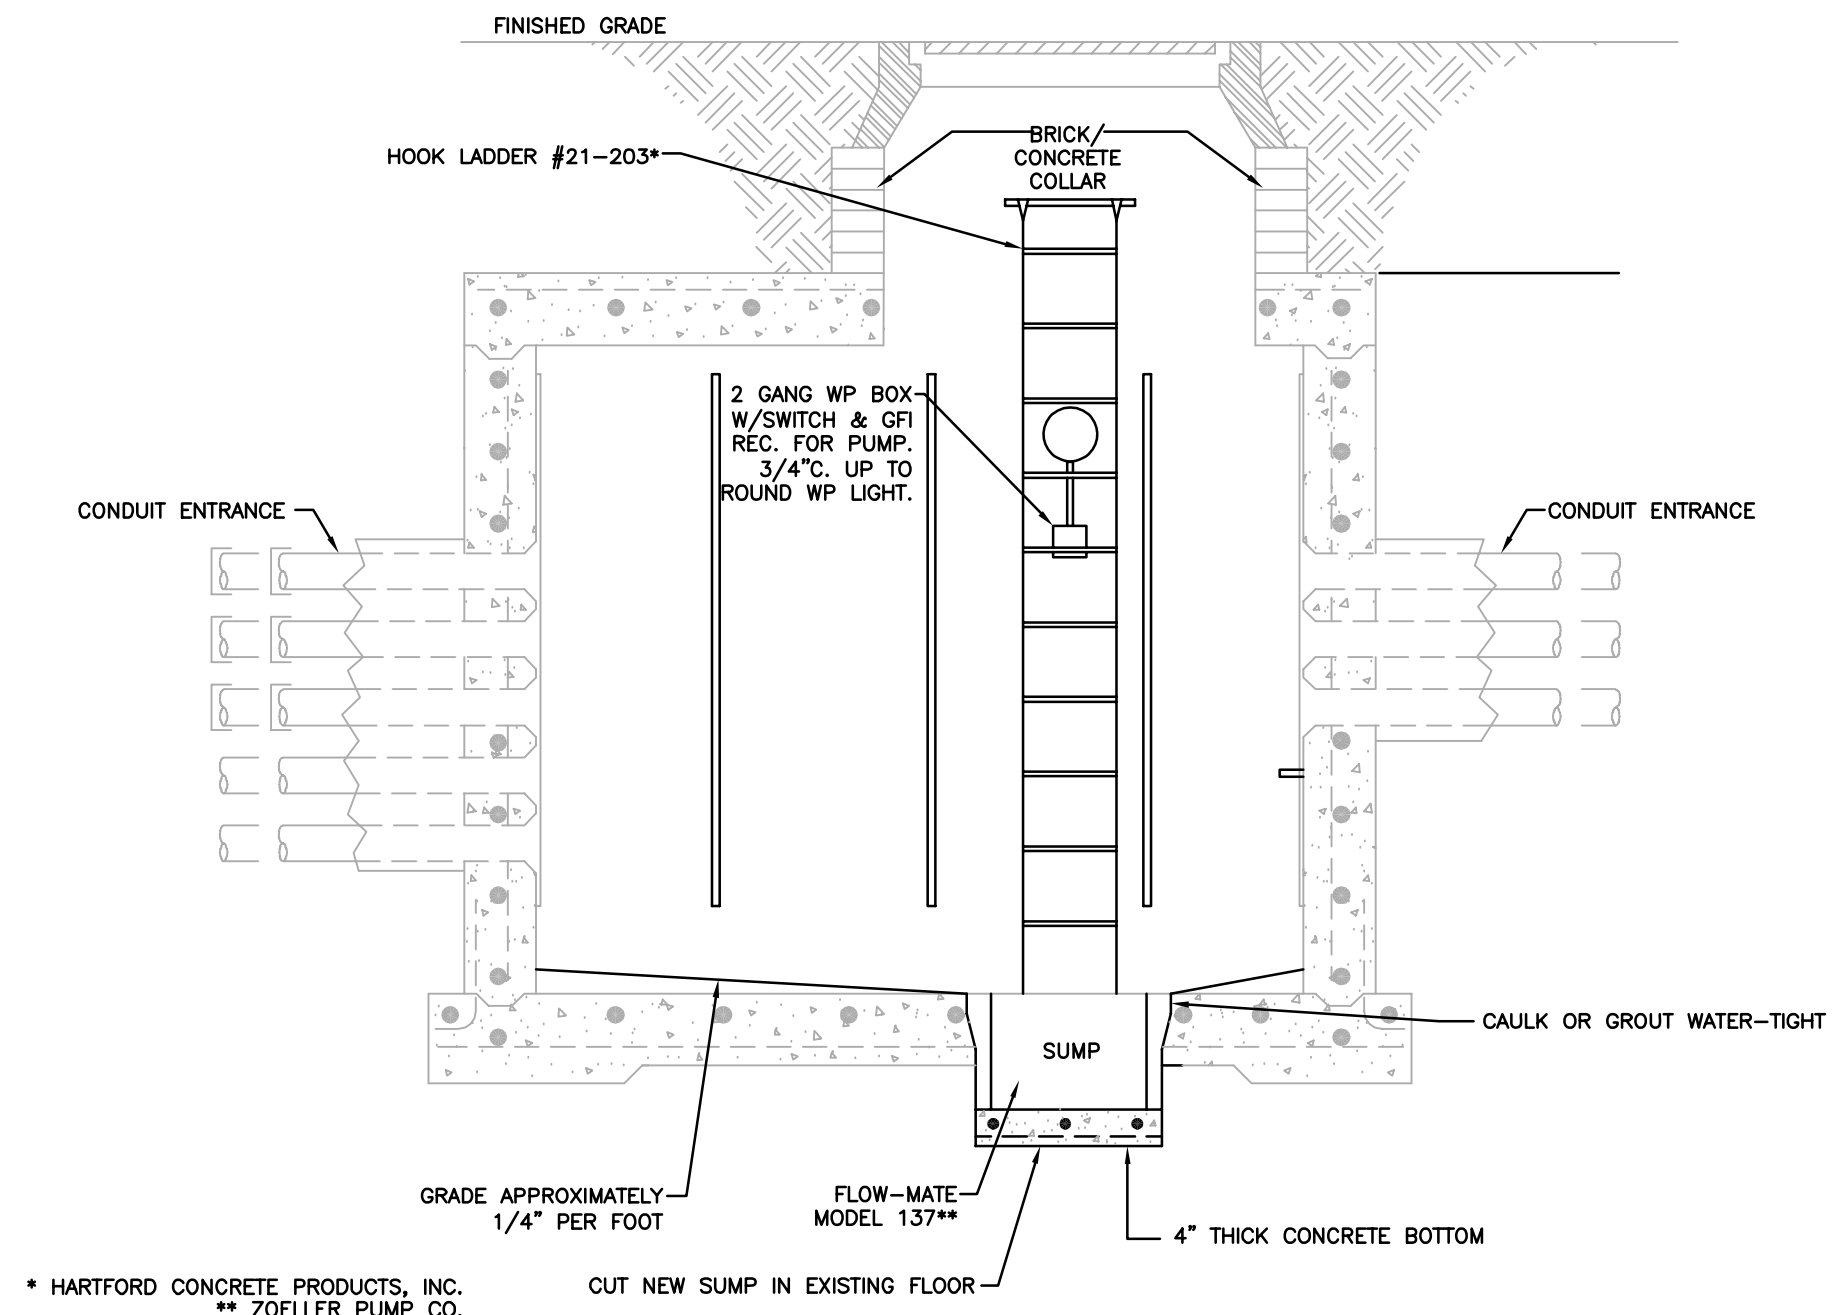 FINISHED GRADE
HOOK LADDER #21-203*
BRICK/
CONCRETE
COLLAR
2 GANG WP BOX
W/SWITCH & GFI
REC. FOR PUMP.
3/4"C. UP TO
ROUND WP LIGHT.
CONDUIT ENTRANCE
CONDUIT ENTRANCE
CAULK OR GROUT WATER-TIGHT
SUMP
GRADE APPROXIMATELY
1/4" PER FOOT
FLOW-MATE
MODEL 137**
4" THICK CONCRETE BOTTOM
CUT NEW SUMP IN EXISTING FLOOR
* HARTFORD CONCRETE PRODUCTS, INC.
** ZOELLER PUMP CO.